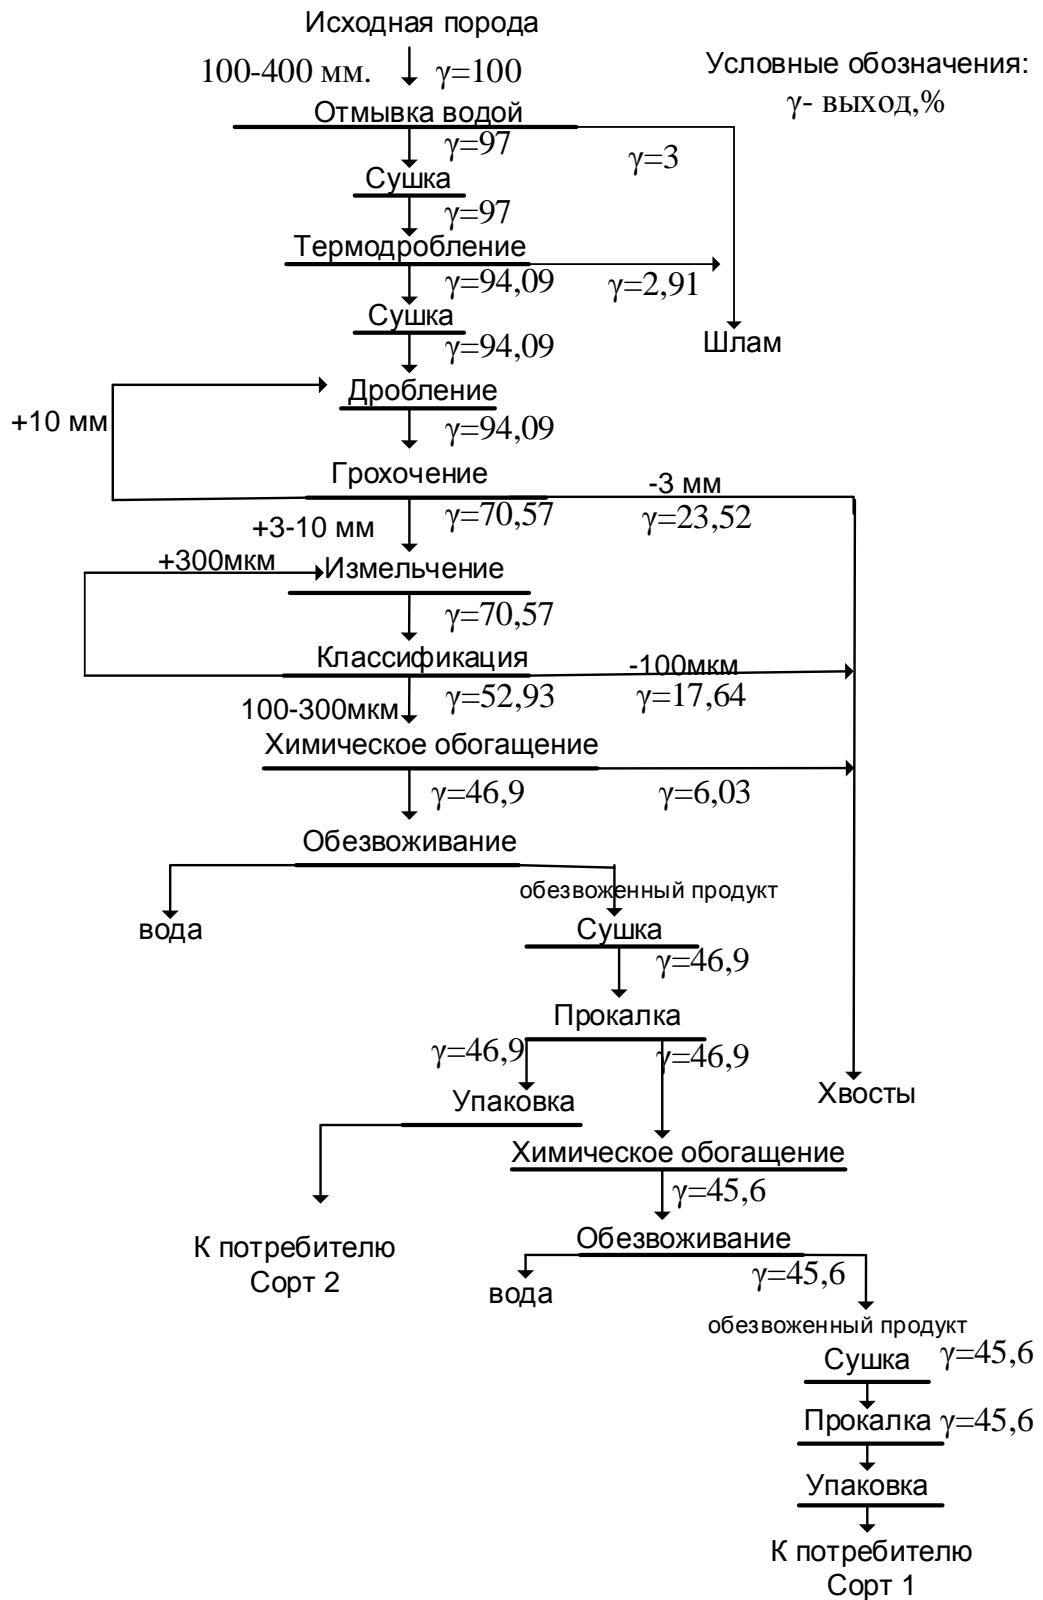 Исходная порода
100-400 мм. γ=100
Условные обозначения:
γ- выход,%
Отмывка водой
γ=97
γ=3
Сушка
γ=97
Термодробление
γ=94,09
γ=2,91
Сушка
γ=94,09
Шлам
Дробление
+10 мм
γ=94,09
Грохочение
-3 мм
γ=70,57
γ=23,52
+3-10 мм
+300мкм
Измельчение
γ=70,57
Классификация
-100мкм
γ=52,93
γ=17,64
100-300мкм
Химическое обогащение
γ=46,9
γ=6,03
Обезвоживание
обезвоженный продукт
вода
Сушка
γ=46,9
Прокалка
γ=46,9
γ=46,9
Хвосты
Упаковка
Химическое обогащение
γ=45,6
К потребителю
Сорт 2
Обезвоживание
γ=45,6
вода
обезвоженный продукт
Сушка γ=45,6
Прокалка γ=45,6
Упаковка
К потребителю
Сорт 1